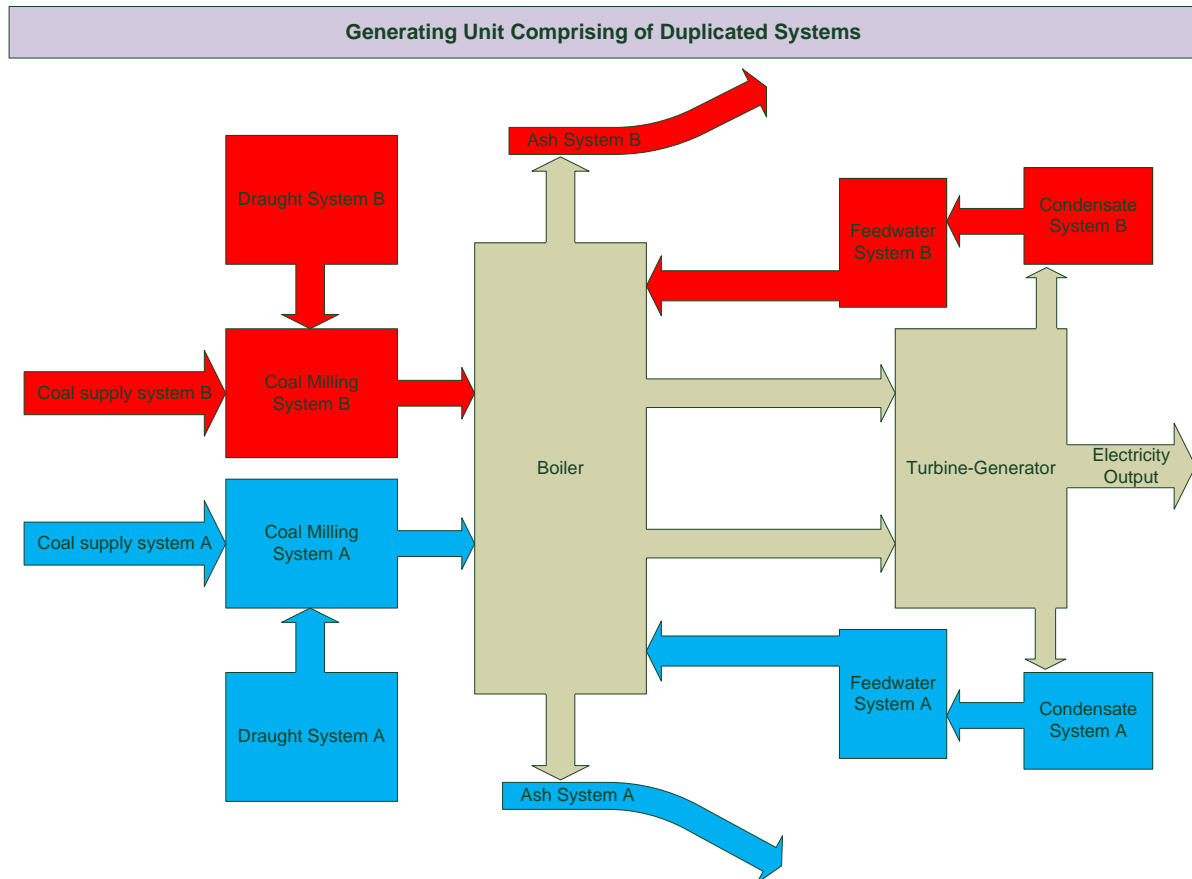 Generating Unit Comprising of Duplicated Systems
Ash System B
Draught System B
Feedwater
System B
Condensate
System B
Coal supply system B
Coal Milling
System B
Boiler
Turbine-Generator
Electricity
Output
Coal supply system A
Coal Milling
System A
Draught System A
Feedwater
System A
Condensate
System A
Ash System A